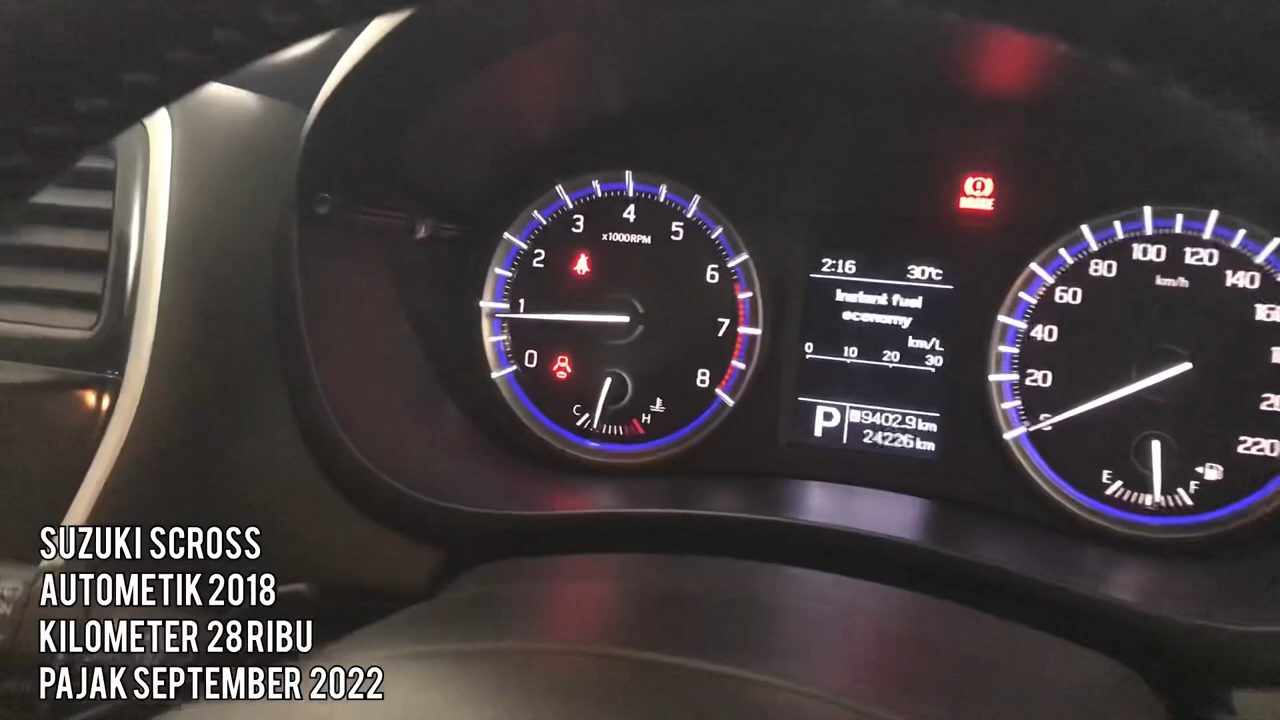 4
3
5
x1000RPM
2
6
1
7
0
8
C
H
BRAKE
2:16 30℃
Instant fuel
economy
km/L
0 10 20 30
P
9402.9 km
24226 km
100
120
80
140
km/h
60
40
20
220
E
F
SUZUKI SCROSS
AUTOMETIK 2018
KILOMETER 28 RIBU
PAJAK SEPTEMBER 2022